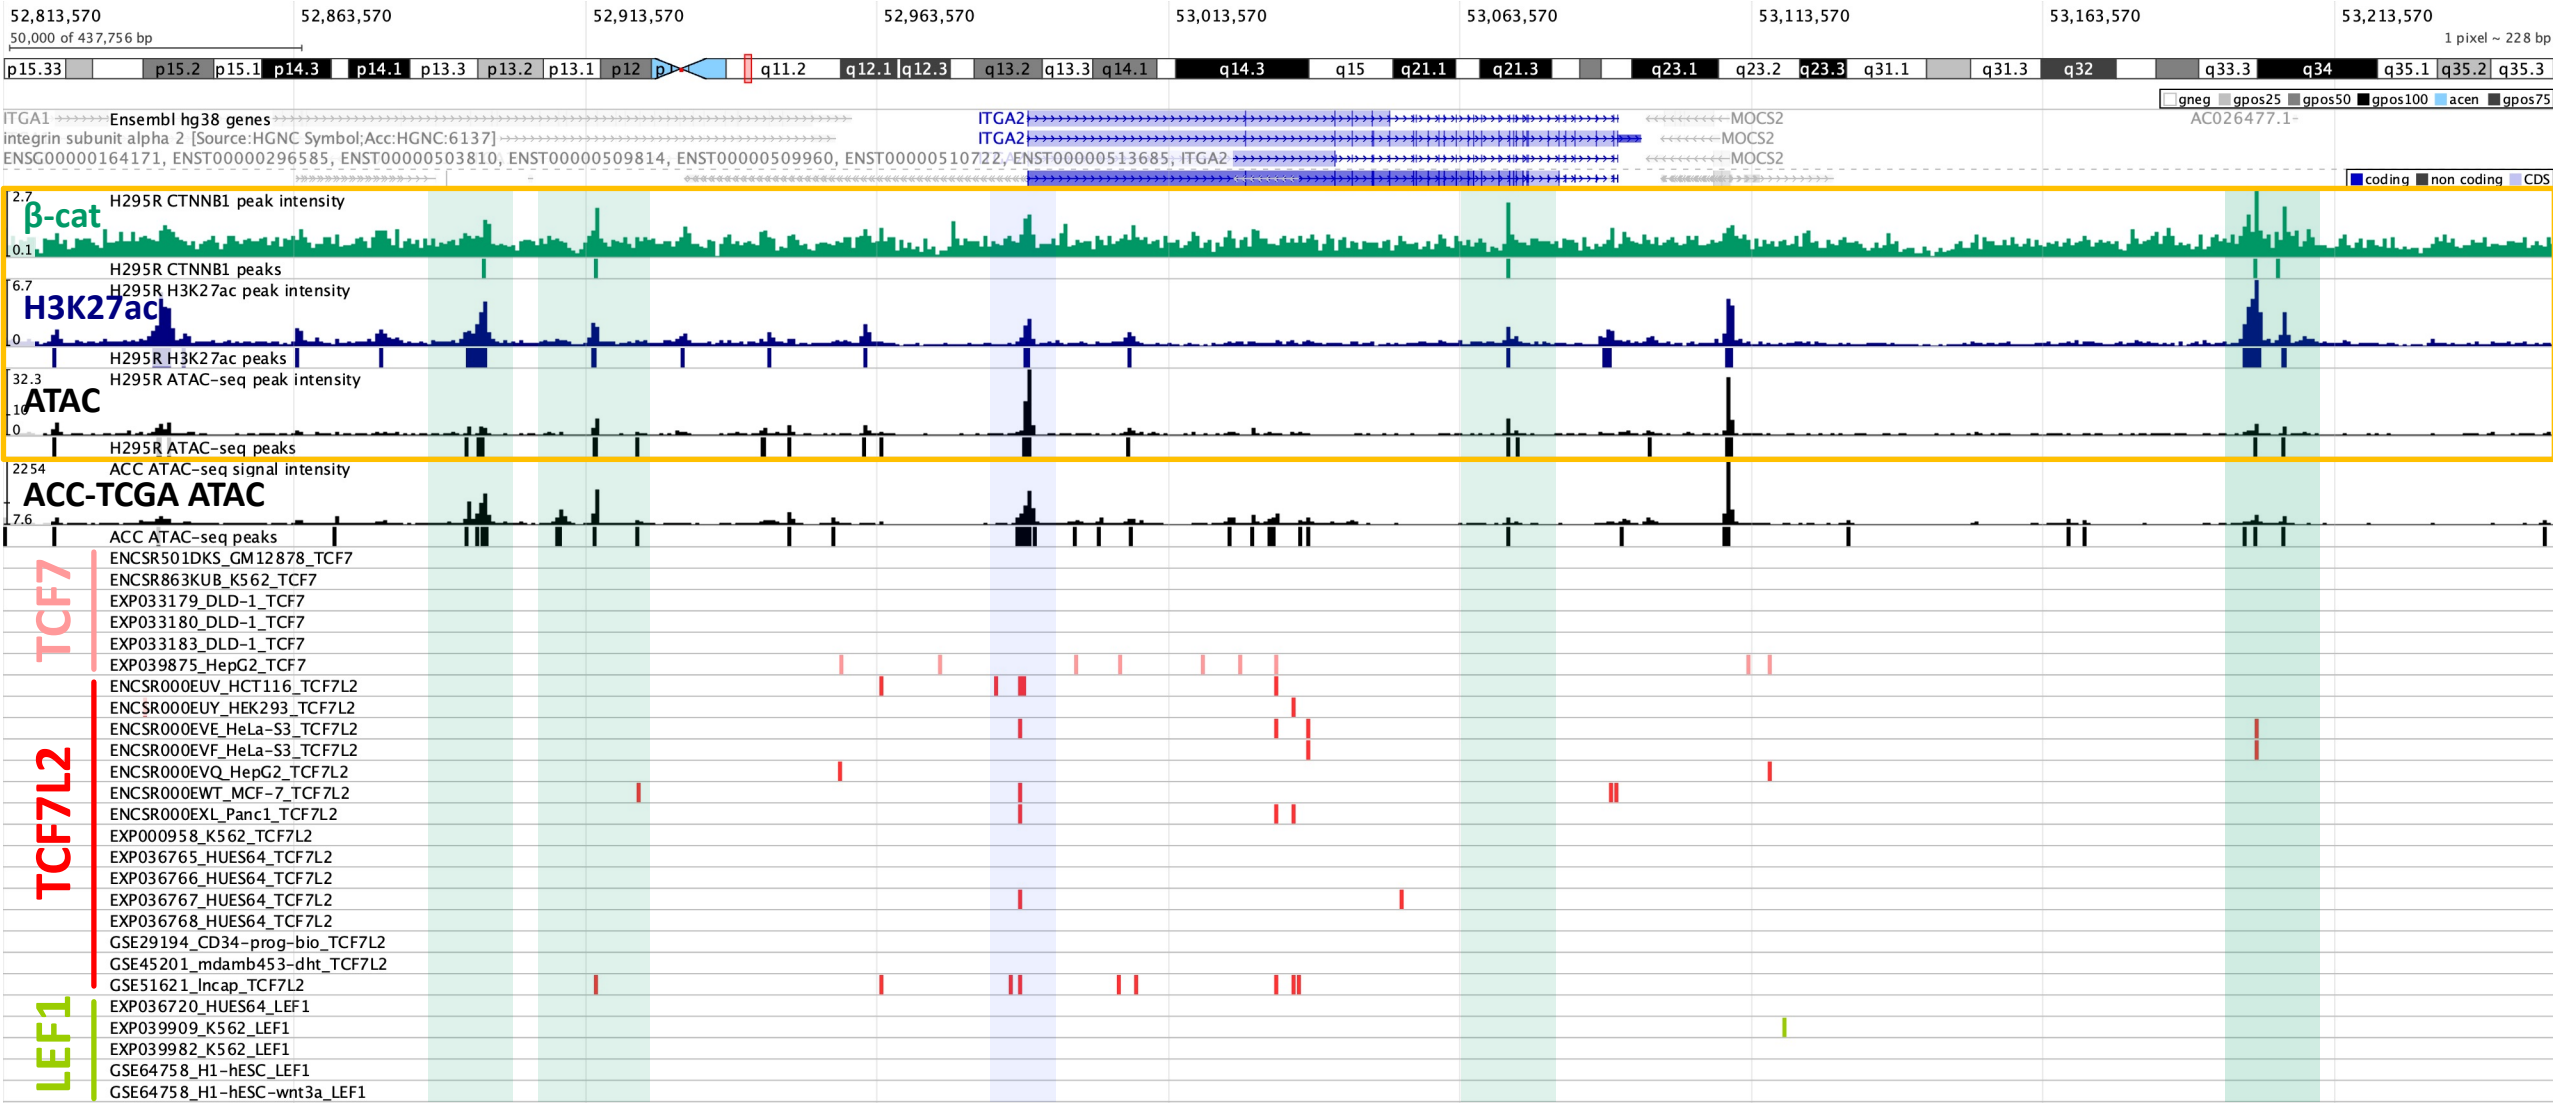 52,813,570 52,863,570 52,913,570 52,963,570 53,013,570 53,063,570 53,113,570 53,163,570 53,213,570
50,000 of 437,756 bp 1 pixel ~ 228 bp
p15.33 p15.2 p15.1 p14.3 p14.1 p13.3 p13.2 p13.1 p12 p q11.2 q12.1 q12.3 q13.2 q13.3 q14.1 q14.3 q15 q21.1 q21.3 q23.1 q23.2 q23.3 q31.1 q31.3 q32 q33.3 q34 q35.1 q35.2 q35.3
gneg gpos25 gpos50 gpos100 acen gpos75
ITGA1 Ensembl hg38 genes ITGA2 MOCS2 AC026477.1-
integrin subunit alpha 2 [Source:HGNC Symbol;Acc:HGNC:6137] ITGA2 MOCS2
ENSG00000164171, ENST00000296585, ENST00000503810, ENST00000509814, ENST00000509960, ENST00000510722, ENST00000513685, ITGA2 MOCS2
coding non coding CDS
2.7 H295R CTNNB1 peak intensity
β-cat
0.1
H295R CTNNB1 peaks
6.7 H295R H3K27ac peak intensity
H3K27ac
0
H295R H3K27ac peaks
32.3 H295R ATAC-seq peak intensity
ATAC
10
0
H295R ATAC-seq peaks
2254 ACC ATAC-seq signal intensity
ACC-TCGA ATAC
7.6
ACC ATAC-seq peaks
TCF7
ENCSR501DKS_GM12878_TCF7
ENCSR863KUB_K562_TCF7
EXP033179_DLD-1_TCF7
EXP033180_DLD-1_TCF7
EXP033183_DLD-1_TCF7
EXP039875_HepG2_TCF7
TCF7L2
ENCSR000EUV_HCT116_TCF7L2
ENCSR000EUY_HEK293_TCF7L2
ENCSR000EVE_HeLa-S3_TCF7L2
ENCSR000EVF_HeLa-S3_TCF7L2
ENCSR000EVQ_HepG2_TCF7L2
ENCSR000EWT_MCF-7_TCF7L2
ENCSR000EXL_Panc1_TCF7L2
EXP000958_K562_TCF7L2
EXP036765_HUES64_TCF7L2
EXP036766_HUES64_TCF7L2
EXP036767_HUES64_TCF7L2
EXP036768_HUES64_TCF7L2
GSE29194_CD34-prog-bio_TCF7L2
GSE45201_mdamb453-dht_TCF7L2
GSE51621_lncap_TCF7L2
LEF1
EXP036720_HUES64_LEF1
EXP039909_K562_LEF1
EXP039982_K562_LEF1
GSE64758_H1-hESC_LEF1
GSE64758_H1-hESC-wnt3a_LEF1